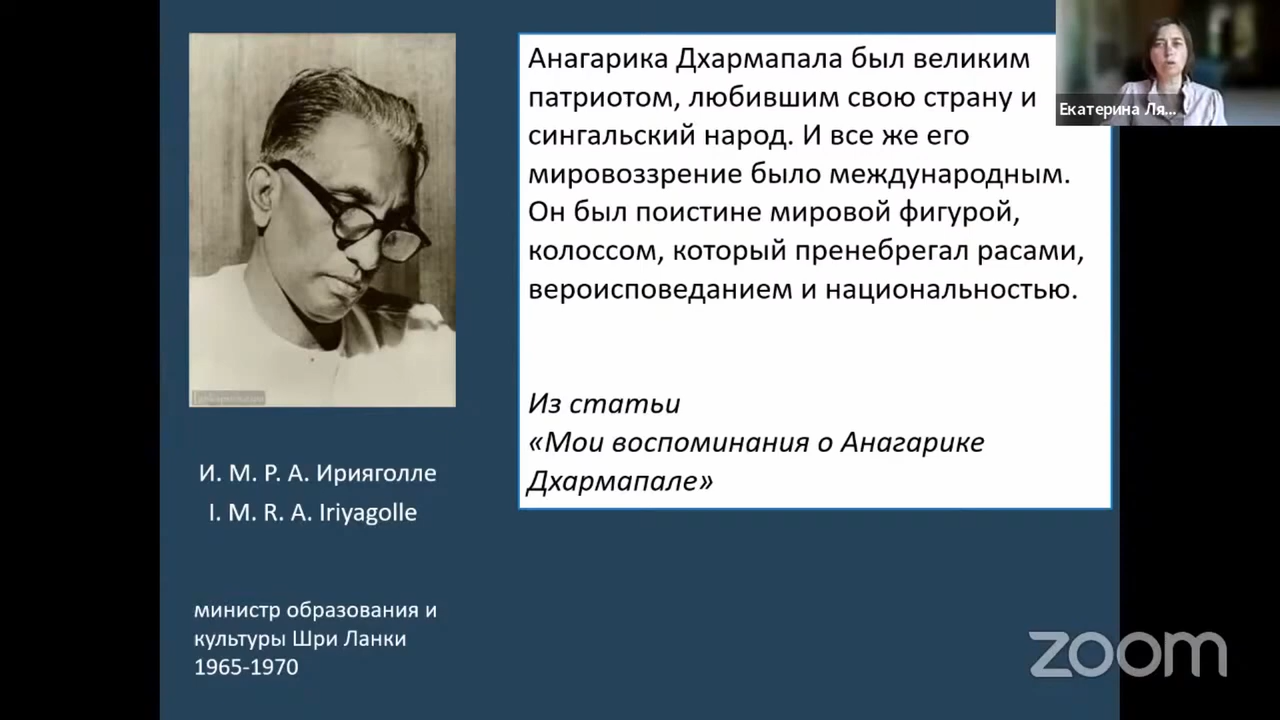 Анагарика Дхармапала был великим
патриотом, любившим свою страну и
сингальский народ. И все же его
мировоззрение было международным.
Он был поистине мировой фигурой,
колоссом, который пренебрегал расами,
вероисповеданием и национальностью.
Из статьи
«Мои воспоминания о Анагарике
Дхармапале»
Екатерина Ля...
И. М. Р. А. Ирияголле
I. M. R. A. Iriyagolle
министр образования и
культуры Шри Ланки
1965-1970
zoom